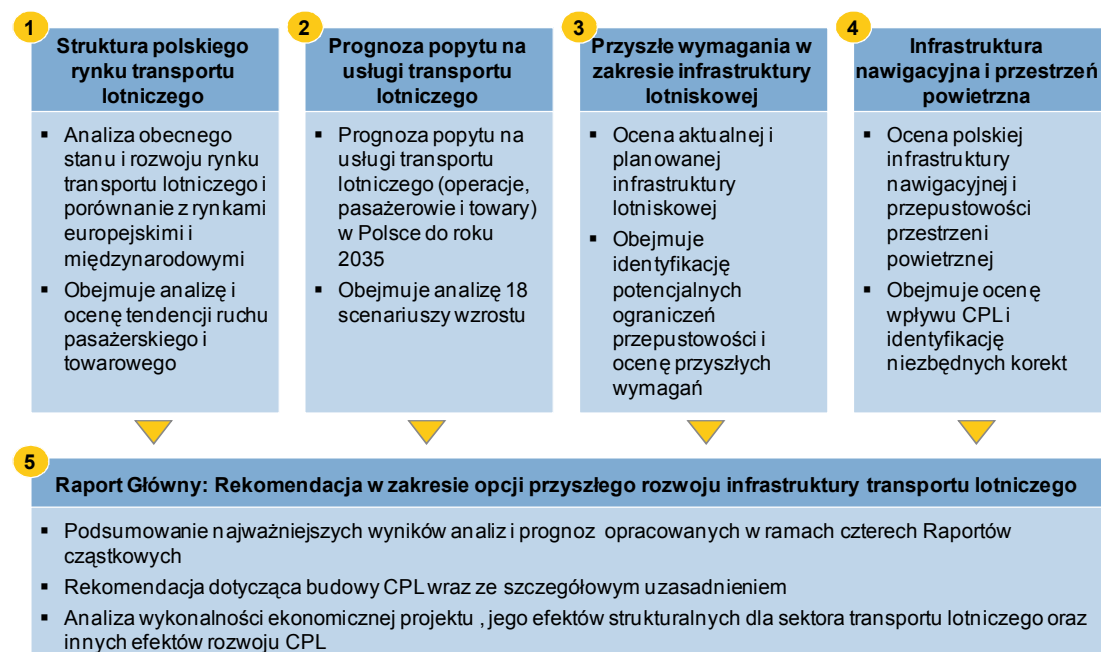 1
Struktura polskiego
rynku transportu
lotniczego
▪ Analiza obecnego
stanu i rozwoju rynku
transportu lotniczego i
porównanie z rynkami
europejskimi i
międzynarodowymi
▪ Obejmuje analizę i
ocenę tendencji ruchu
pasażerskiego i
towarowego
2
Prognoza popytu na
usługi transportu
lotniczego
▪ Prognoza popytu na
usługi transportu
lotniczego (operacje,
pasażerowie i towary)
w Polsce do roku
2035
▪ Obejmuje analizę 18
scenariuszy wzrostu
3
Przyszłe wymagania w
zakresie infrastruktury
lotniskowej
▪ Ocena aktualnej i
planowanej
infrastruktury
lotniskowej
▪ Obejmuje
identyfikację
potencjalnych
ograniczeń
przepustowości i
ocenę przyszłych
wymagań
4
Infrastruktura
nawigacyjna i przestrzeń
powietrzna
▪ Ocena polskiej
infrastruktury
nawigacyjnej i
przepustowości
przestrzeni
powietrznej
▪ Obejmuje ocenę
wpływu CPL i
identyfikację
niezbędnych korekt
5
Raport Główny: Rekomendacja w zakresie opcji przyszłego rozwoju infrastruktury transportu lotniczego
▪ Podsumowanie najważniejszych wyników analiz i prognoz opracowanych w ramach czterech Raportów
cząstkowych
▪ Rekomendacja dotycząca budowy CPL wraz ze szczegółowym uzasadnieniem
▪ Analiza wykonalności ekonomicznej projektu , jego efektów strukturalnych dla sektora transportu lotniczego oraz
innych efektów rozwoju CPL